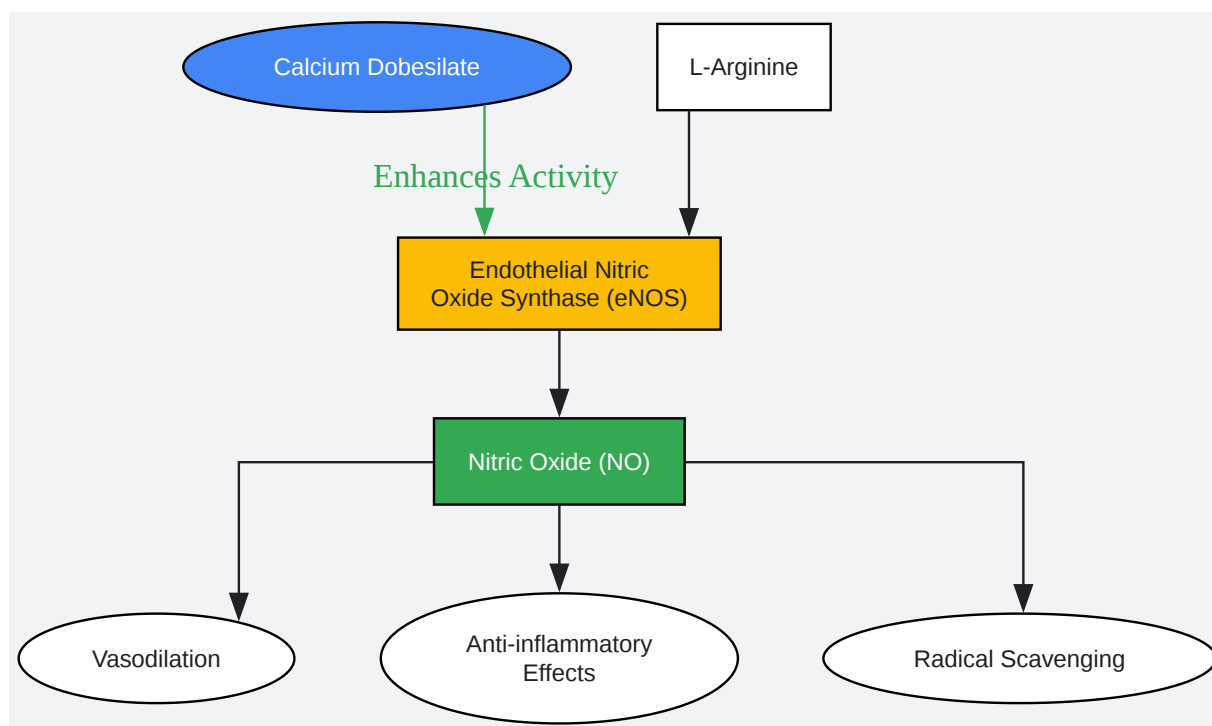 Calcium Dobesilate
L-Arginine
Enhances Activity
Endothelial Nitric
Oxide Synthase (eNOS)
Nitric Oxide (NO)
Vasodilation
Anti-inflammatory
Effects
Radical Scavenging